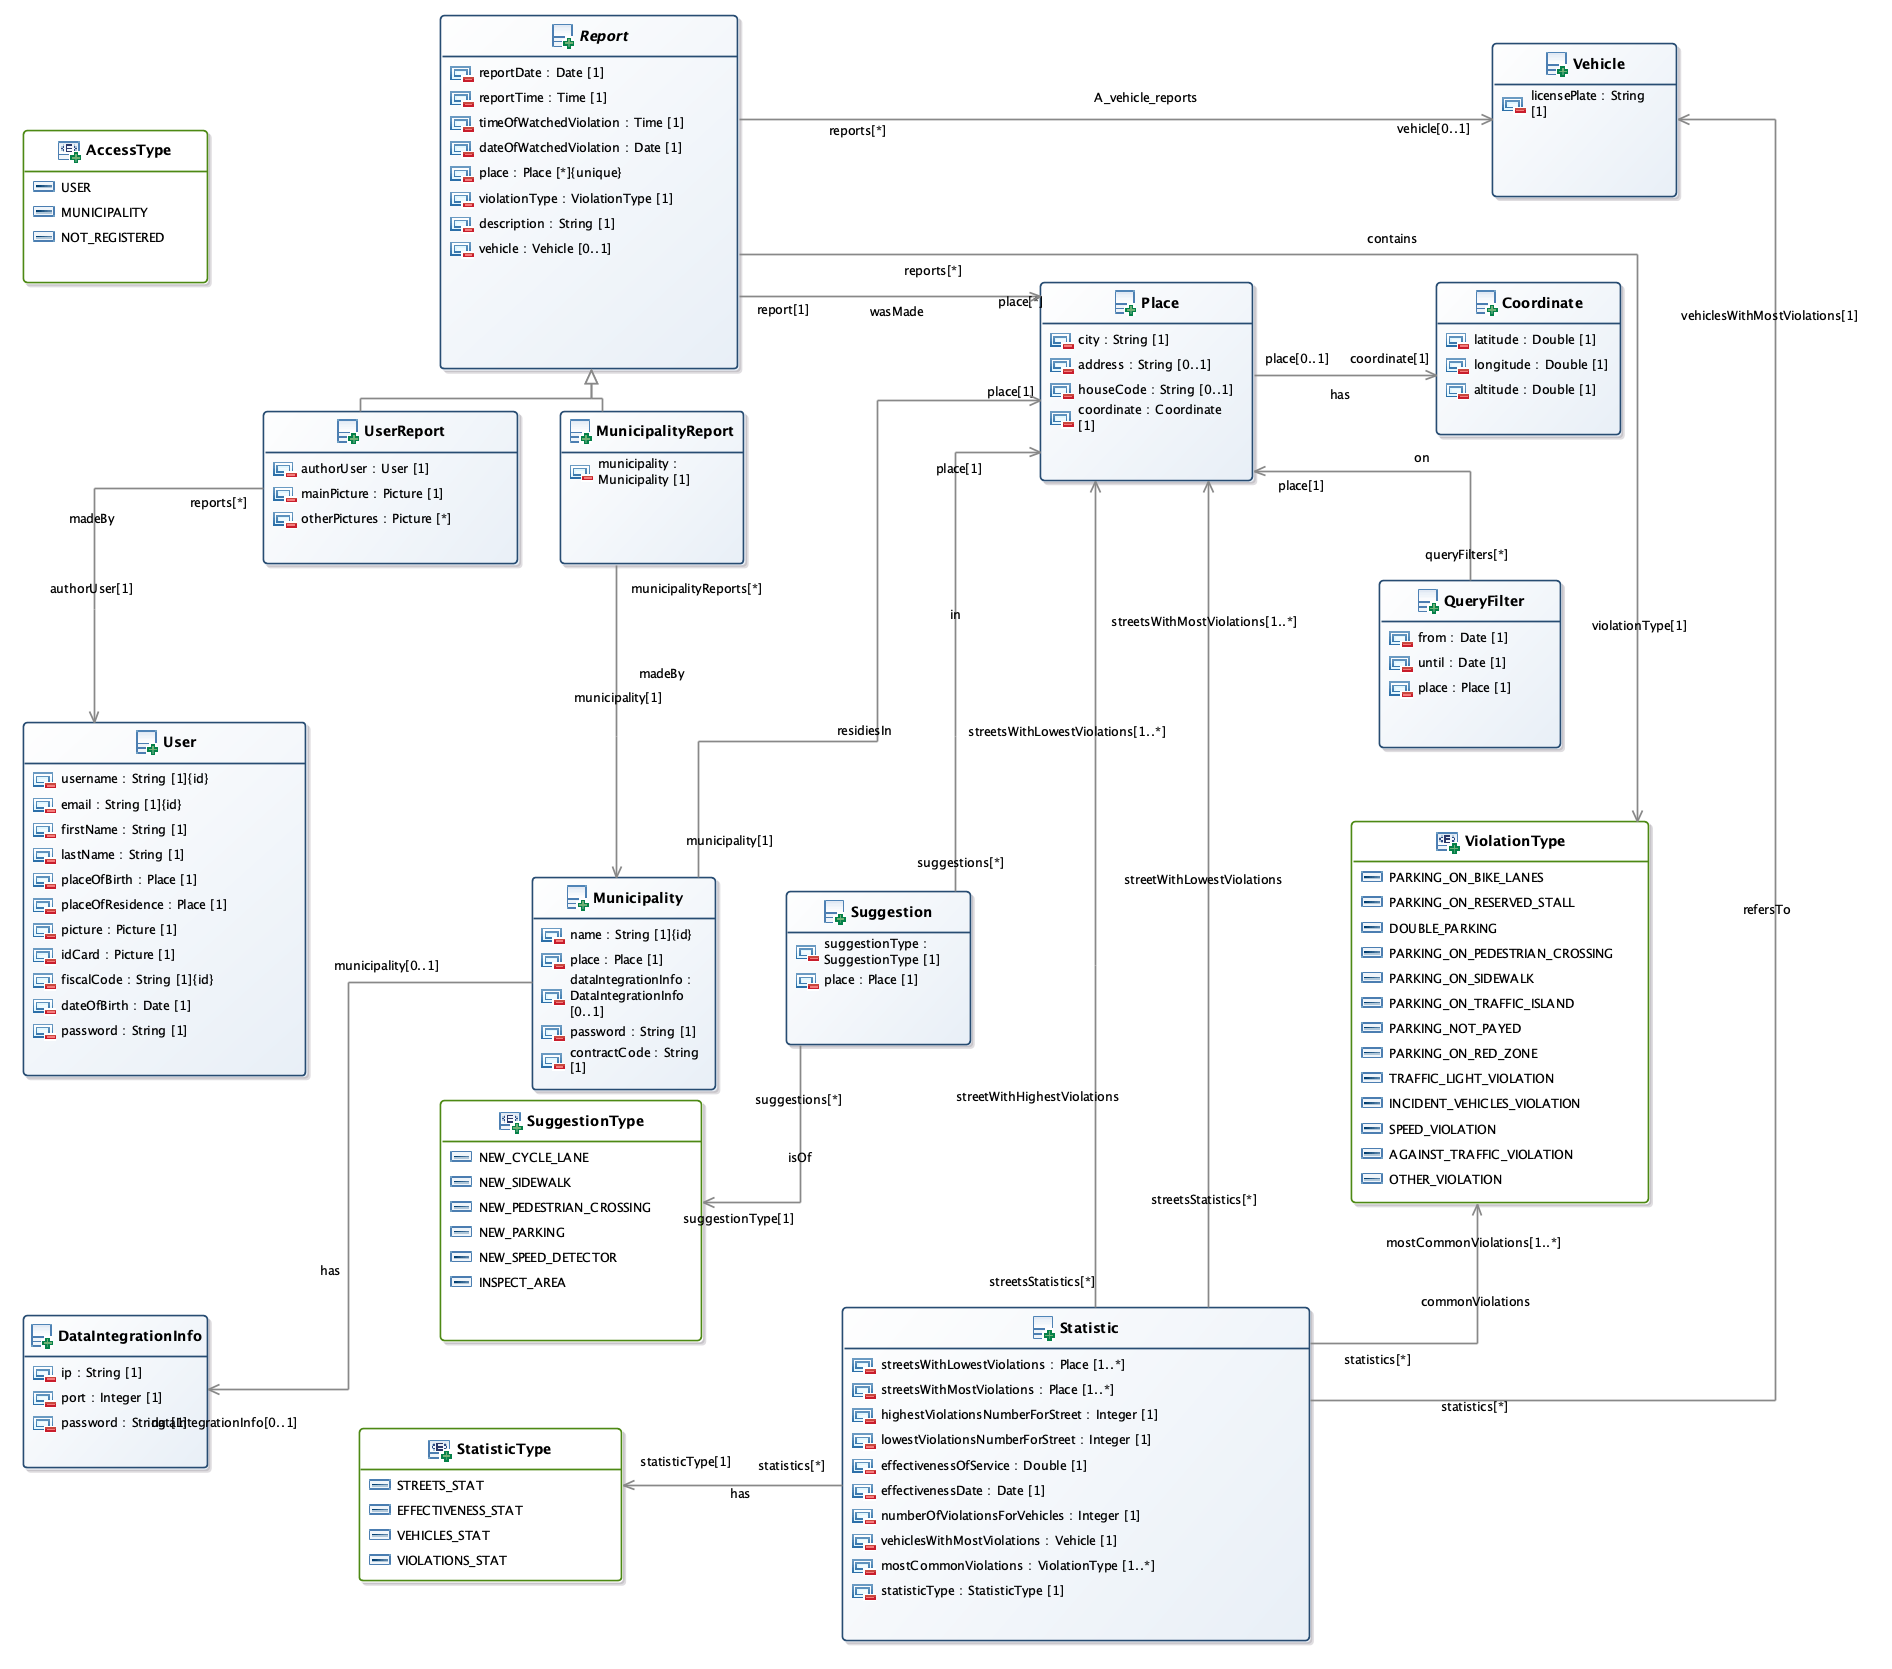 Report
reportDate : Date [1]
reportTime : Time [1]
timeOfWatchedViolation : Time [1]
dateOfWatchedViolation : Date [1]
place : Place [*]{unique}
violationType : ViolationType [1]
description : String [1]
vehicle : Vehicle [0..1]
Vehicle
licensePlate : String
[1]
A_vehicle_reports
reports[*]
vehicle[0..1]
AccessType
USER
MUNICIPALITY
NOT_REGISTERED
contains
reports[*]
report[1]
wasMade
place[*]
Place
city : String [1]
address : String [0..1]
houseCode : String [0..1]
coordinate : Coordinate
[1]
place[0..1]
coordinate[1]
has
Coordinate
latitude : Double [1]
longitude : Double [1]
altitude : Double [1]
vehiclesWithMostViolations[1]
place[1]
UserReport
authorUser : User [1]
mainPicture : Picture [1]
otherPictures : Picture [*]
MunicipalityReport
municipality :
Municipality [1]
place[1]
on
place[1]
reports[*]
madeBy
authorUser[1]
municipalityReports[*]
madeBy
municipality[1]
queryFilters[*]
QueryFilter
from : Date [1]
until : Date [1]
place : Place [1]
in
streetsWithMostViolations[1..*]
violationType[1]
residiesIn
streetsWithLowestViolations[1..*]
User
username : String [1]{id}
email : String [1]{id}
firstName : String [1]
lastName : String [1]
placeOfBirth : Place [1]
placeOfResidence : Place [1]
picture : Picture [1]
idCard : Picture [1]
fiscalCode : String [1]{id}
dateOfBirth : Date [1]
password : String [1]
municipality[1]
suggestions[*]
streetWithLowestViolations
refersTo
Municipality
name : String [1]{id}
place : Place [1]
dataIntegrationInfo :
DataIntegrationInfo
[0..1]
password : String [1]
contractCode : String
[1]
Suggestion
suggestionType :
SuggestionType [1]
place : Place [1]
ViolationType
PARKING_ON_BIKE_LANES
PARKING_ON_RESERVED_STALL
DOUBLE_PARKING
PARKING_ON_PEDESTRIAN_CROSSING
PARKING_ON_SIDEWALK
PARKING_ON_TRAFFIC_ISLAND
PARKING_NOT_PAYED
PARKING_ON_RED_ZONE
TRAFFIC_LIGHT_VIOLATION
INCIDENT_VEHICLES_VIOLATION
SPEED_VIOLATION
AGAINST_TRAFFIC_VIOLATION
OTHER_VIOLATION
municipality[0..1]
has
suggestions[*]
isOf
suggestionType[1]
streetWithHighestViolations
streetsStatistics[*]
streetsStatistics[*]
SuggestionType
NEW_CYCLE_LANE
NEW_SIDEWALK
NEW_PEDESTRIAN_CROSSING
NEW_PARKING
NEW_SPEED_DETECTOR
INSPECT_AREA
mostCommonViolations[1..*]
commonViolations
statistics[*]
statistics[*]
DataIntegrationInfo
ip : String [1]
port : Integer [1]
password : String [1]
dataIntegrationInfo[0..1]
StatisticType
STREETS_STAT
EFFECTIVENESS_STAT
VEHICLES_STAT
VIOLATIONS_STAT
statisticType[1]
statistics[*]
has
Statistic
streetsWithLowestViolations : Place [1..*]
streetsWithMostViolations : Place [1..*]
highestViolationsNumberForStreet : Integer [1]
lowestViolationsNumberForStreet : Integer [1]
effectivenessOfService : Double [1]
effectivenessDate : Date [1]
numberOfViolationsForVehicles : Integer [1]
vehiclesWithMostViolations : Vehicle [1]
mostCommonViolations : ViolationType [1..*]
statisticType : StatisticType [1]